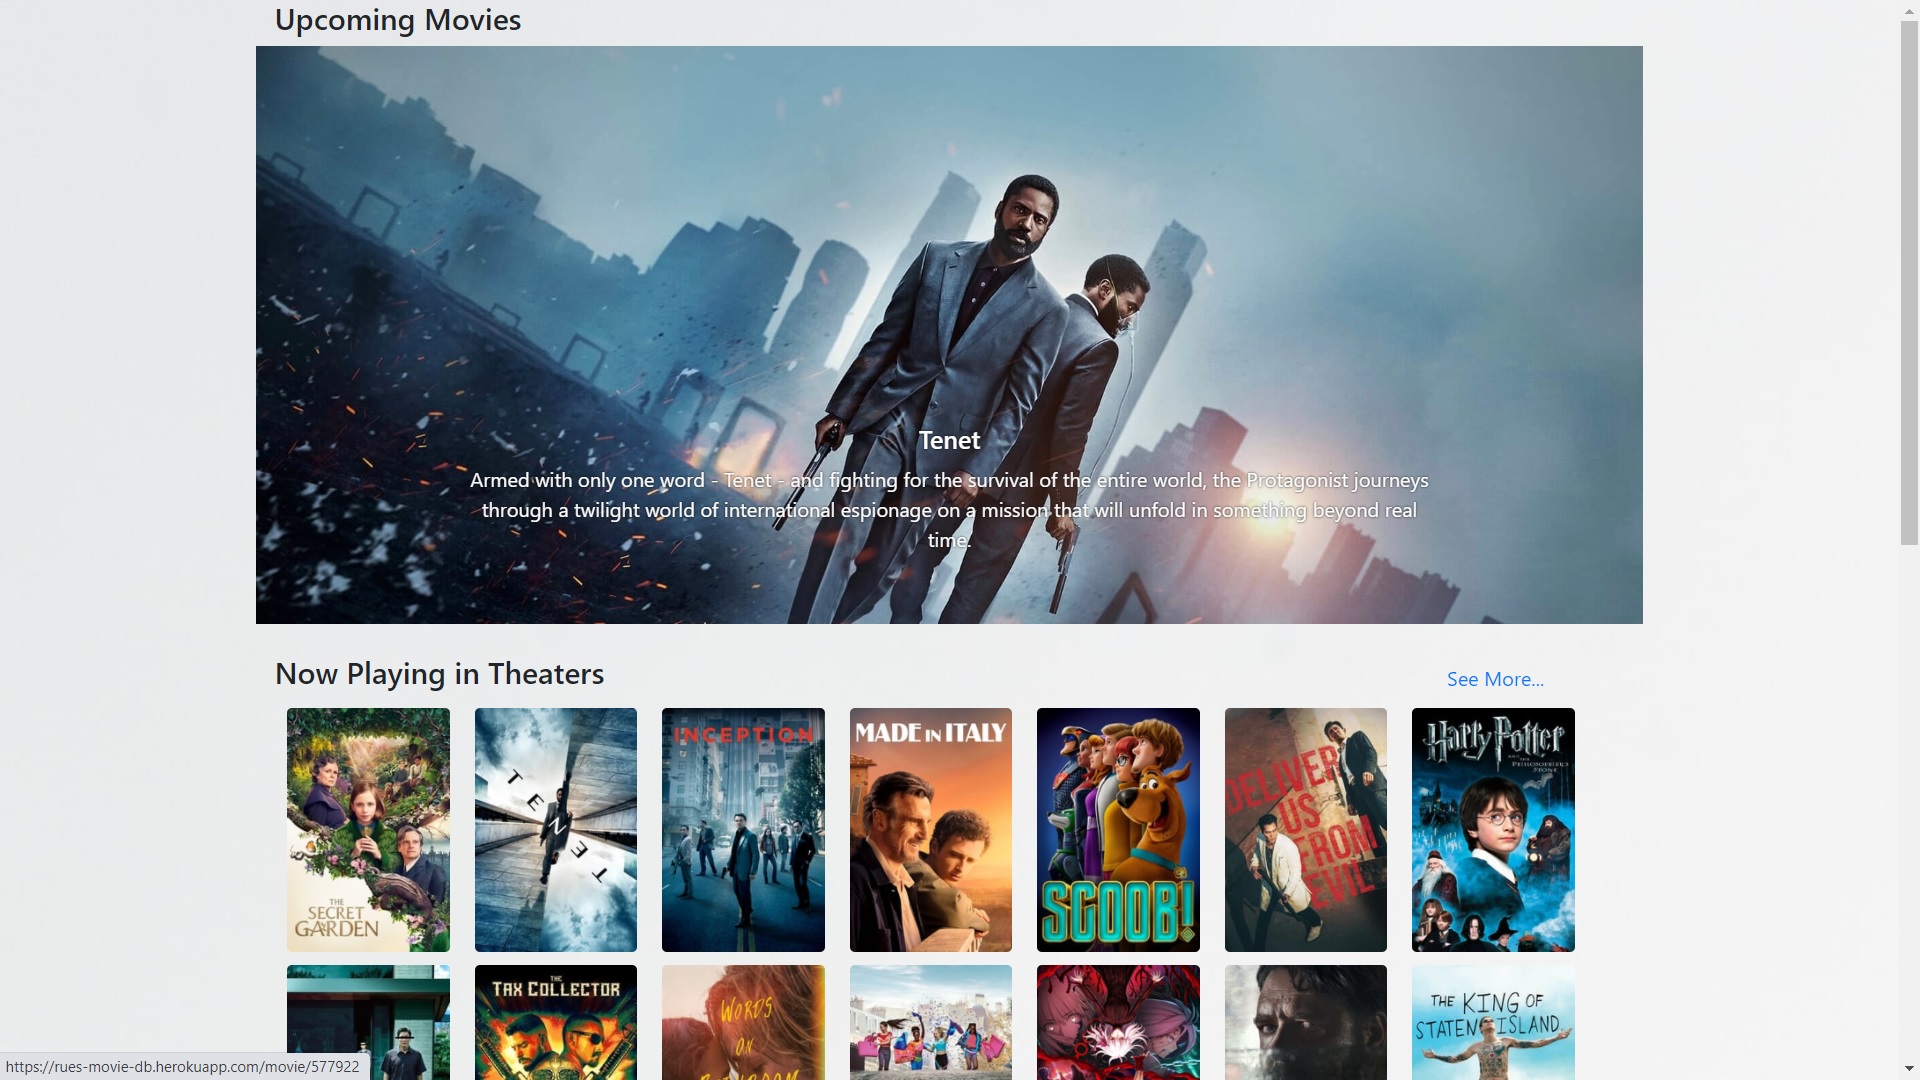 Upcoming Movies
Tenet
Armed with only one word - Tenet - and fighting for the survival of the entire world, the Protagonist journeys
through a twilight world of international espionage on a mission that will unfold in something beyond real
time.
Now Playing in Theaters
See More...
THE
SECRET
GARDEN
TENET
INCEPTION
MADE IN ITALY
SCOOB!
DELIVER
US
FROM
EVIL
Harry Potter
AND THE
PHILOSOPHER'S
STONE
THE
TAX COLLECTOR
WORDS
ON
BATHROOM
THE KING OF
STATEN ISLAND
https://rues-movie-db.herokuapp.com/movie/577922